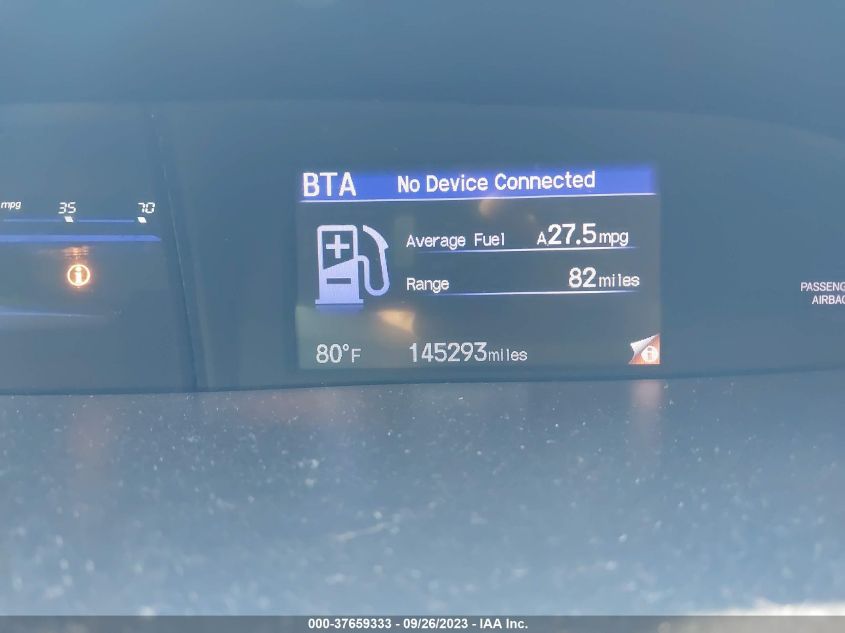 BTA No Device Connected
mpg 35 70
Average Fuel A27.5mpg
Range 82miles
80°F 145293miles
PASSENG
AIRBAG
000-37659333 - 09/26/2023 - IAA Inc.